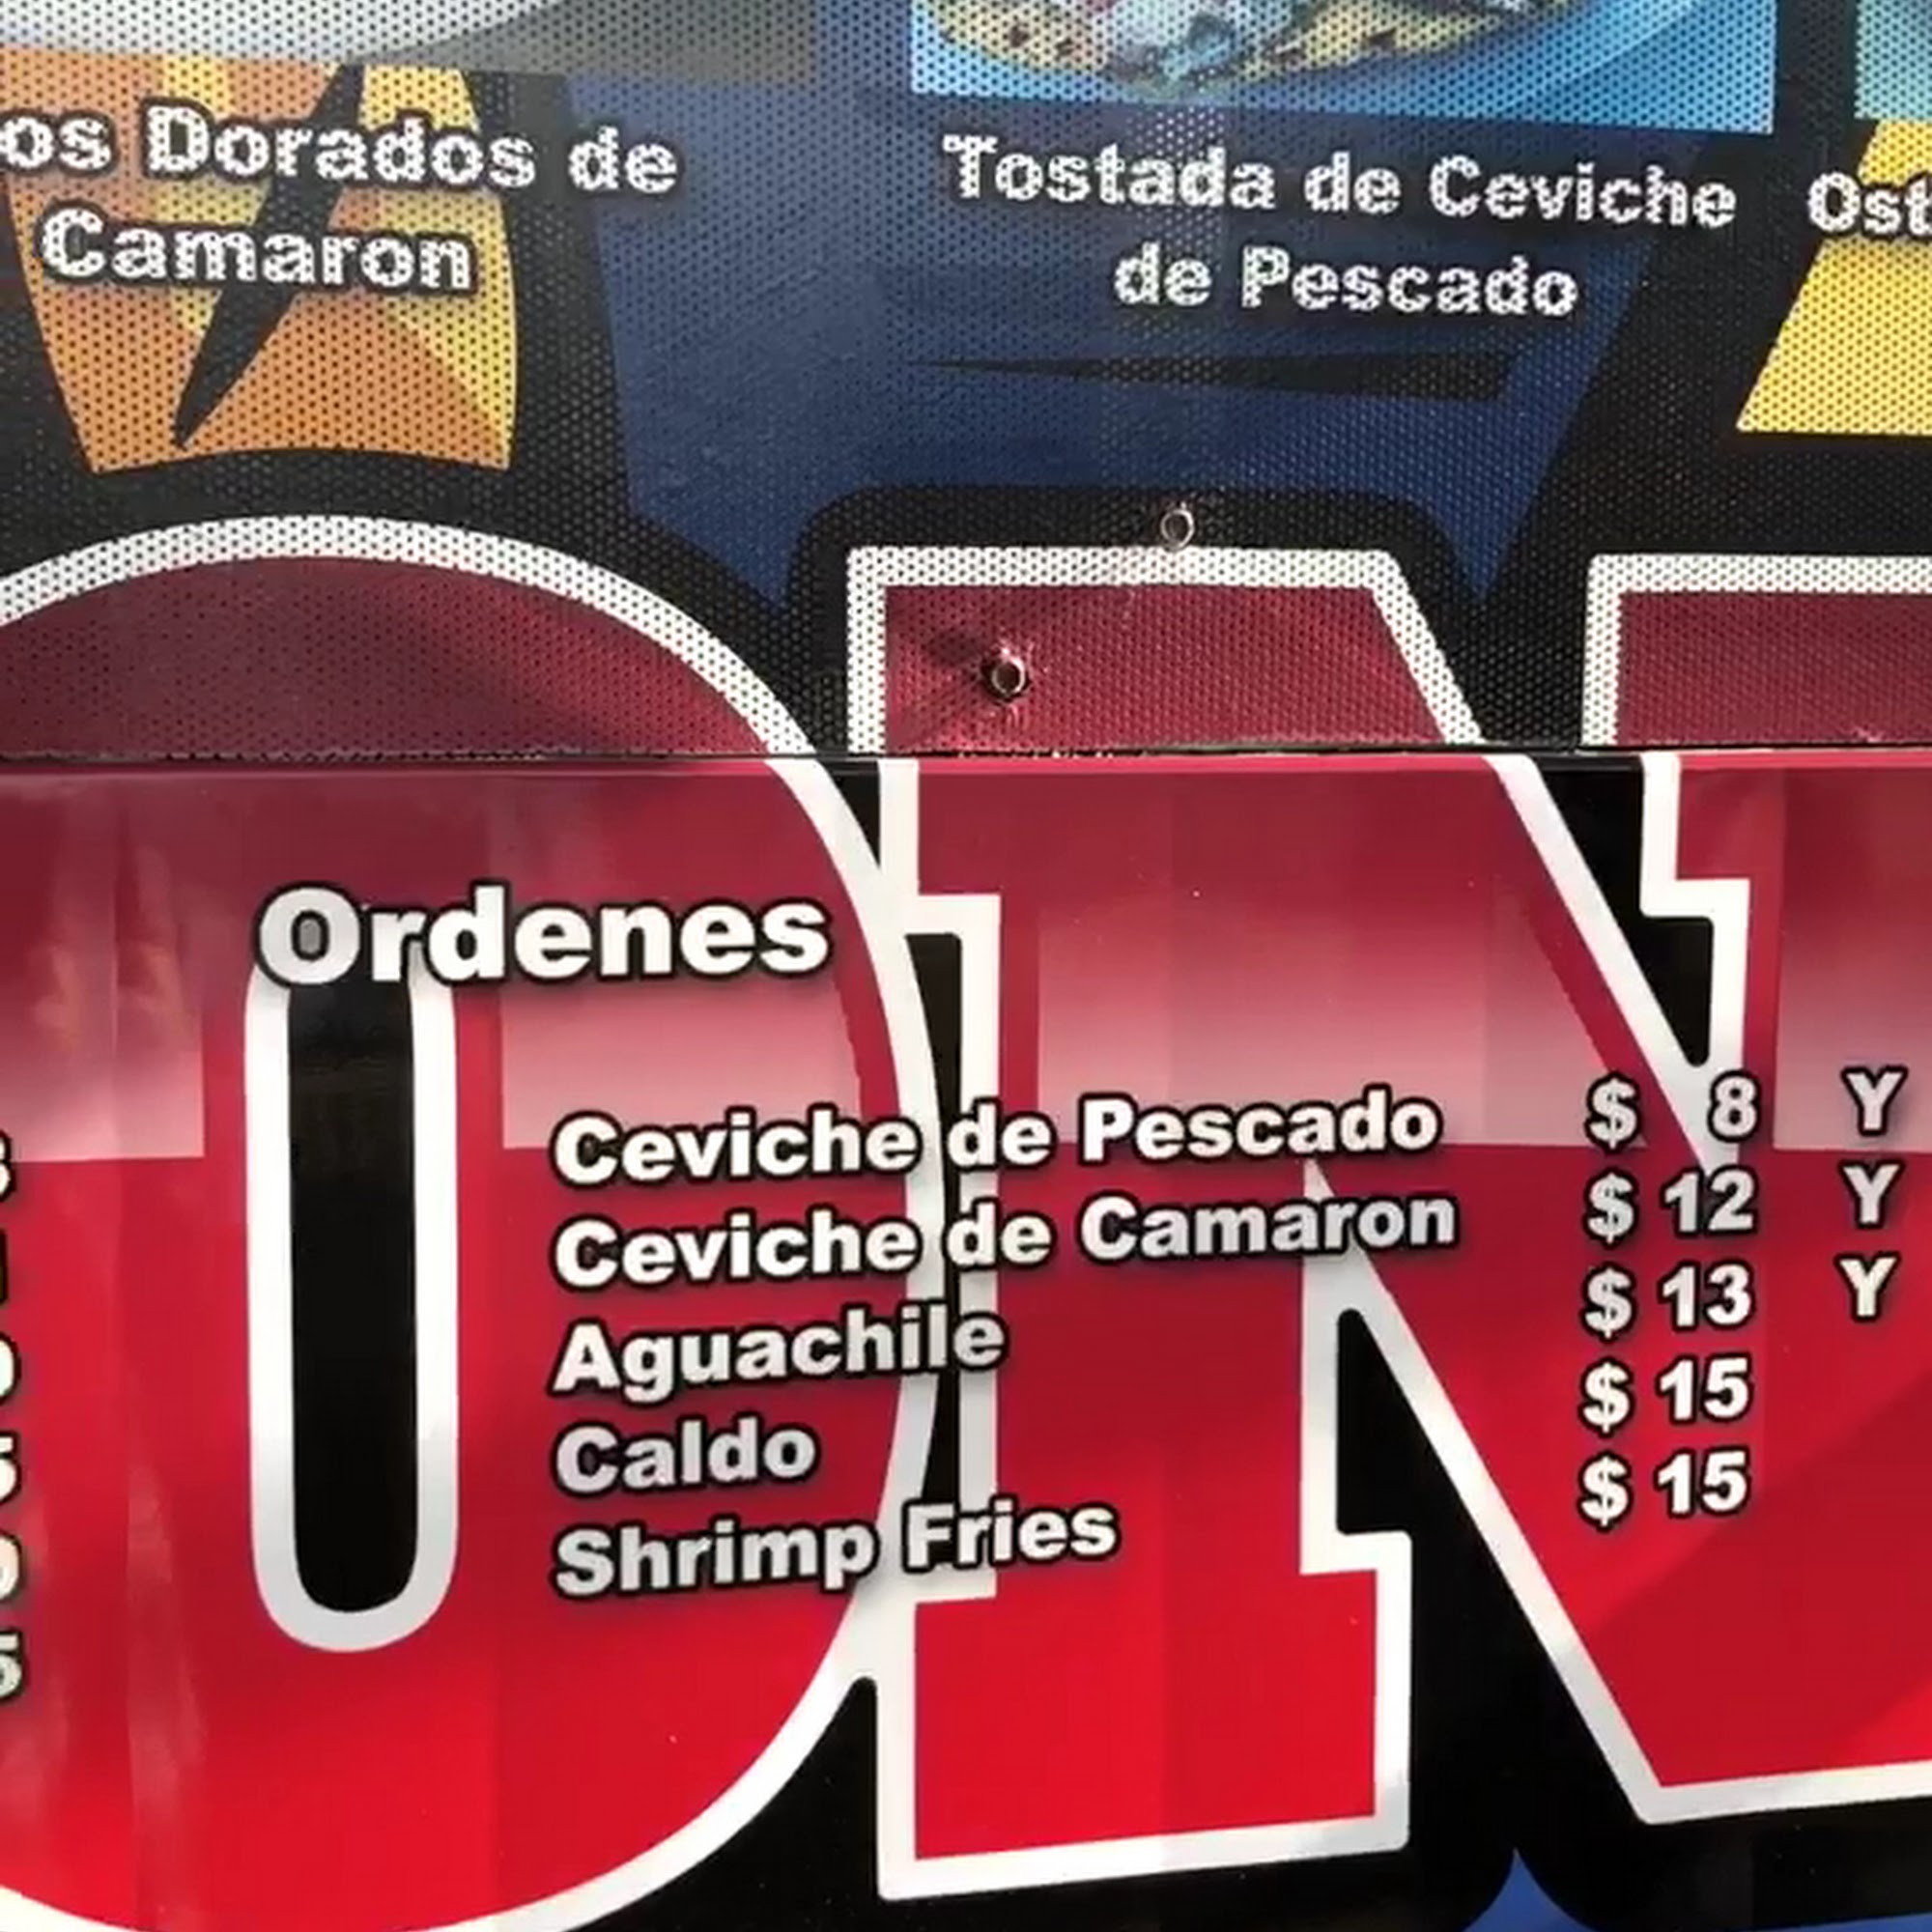 os Dorados de
Camaron
Tostada de Ceviche
de Pescado
Ost
Ordenes
Ceviche de Pescado $ 8 Y
Ceviche de Camaron $ 12 Y
Aguachile $ 13 Y
Caldo $ 15
Shrimp Fries $ 15